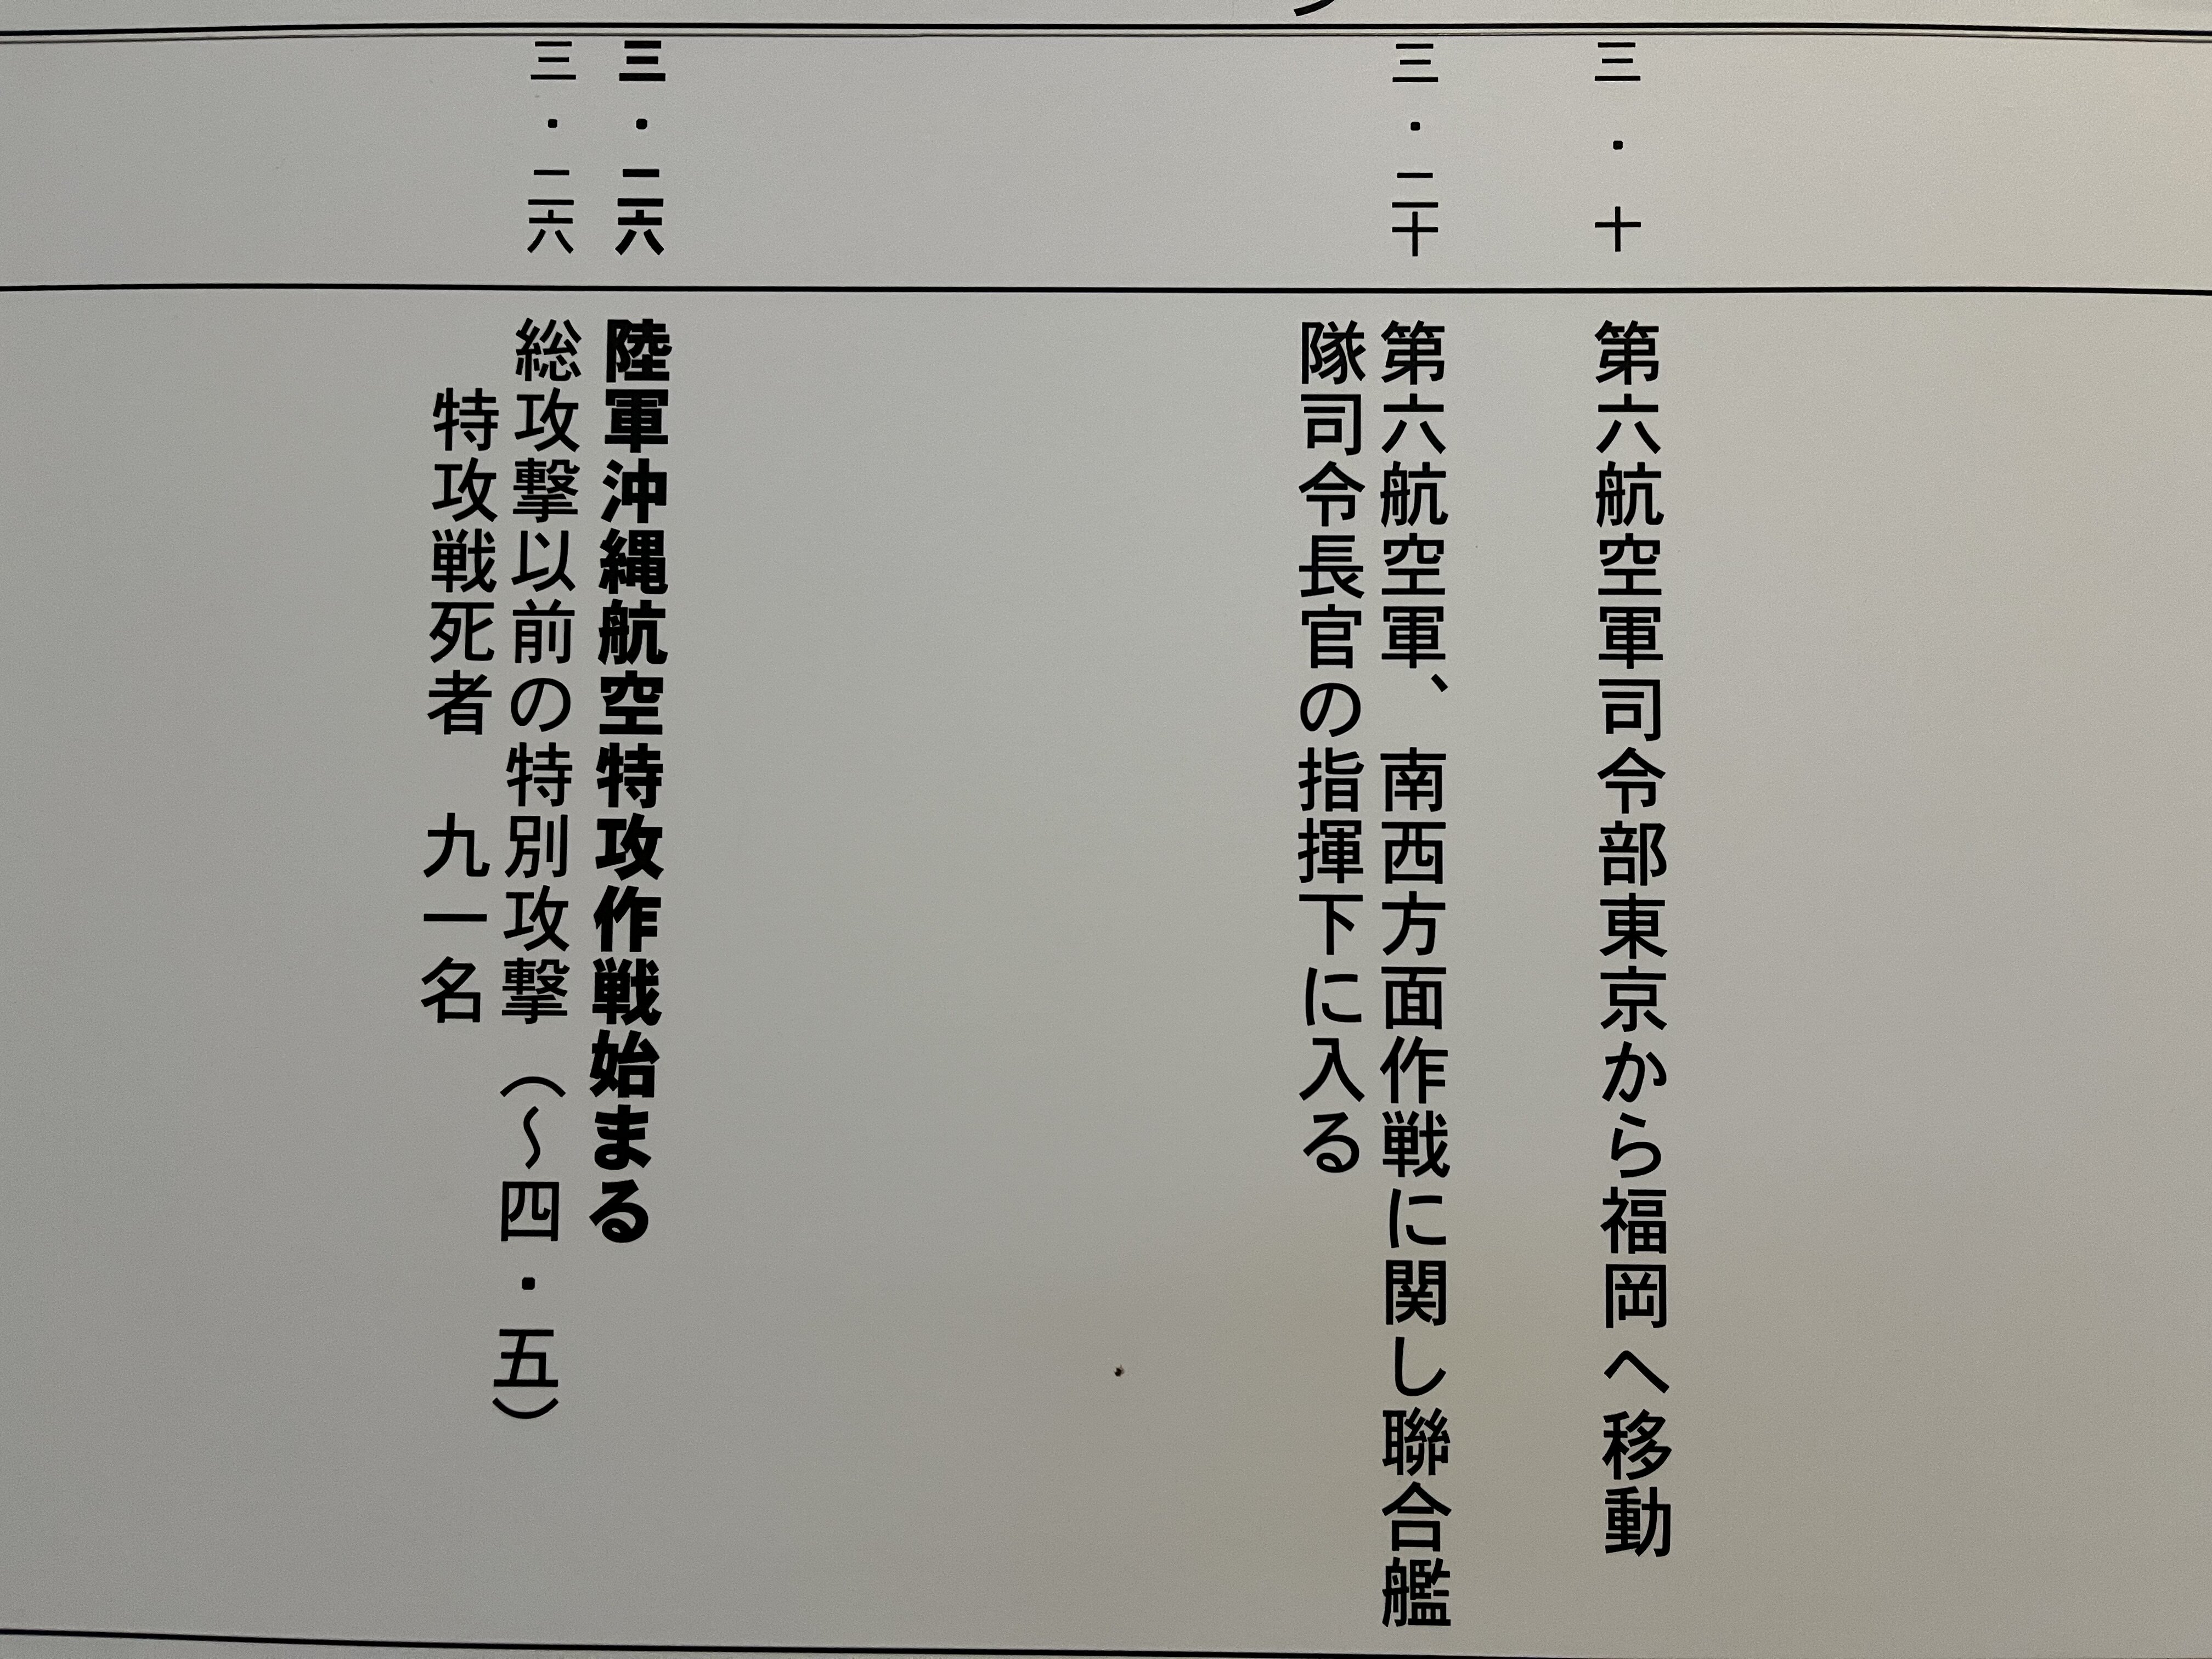 三・十
第六航空軍司令部東京から福岡へ移動
三・二十
第六航空軍、南西方面作戦に関し聯合艦
隊司令長官の指揮下に入る
三・二六
陸軍沖縄航空特攻作戦始まる
三・二六
総攻撃以前の特別攻撃（～四・五）
特攻戦死者　九一名